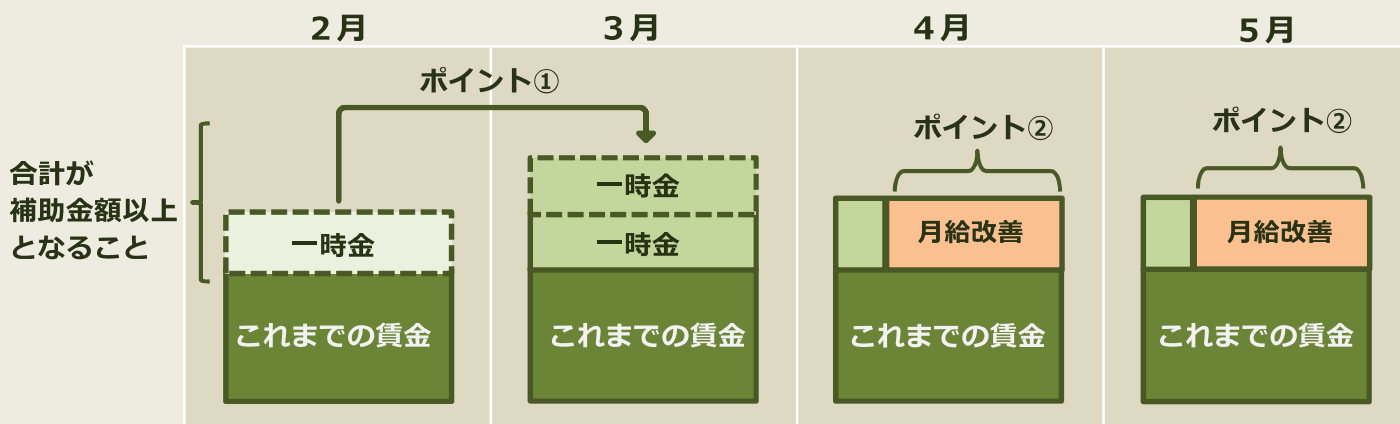 2月
3月
4月
5月
ポイント①
ポイント②
ポイント②
合計が
補助金額以上
となること
一時金
一時金
一時金
月給改善
月給改善
これまでの賃金
これまでの賃金
これまでの賃金
これまでの賃金